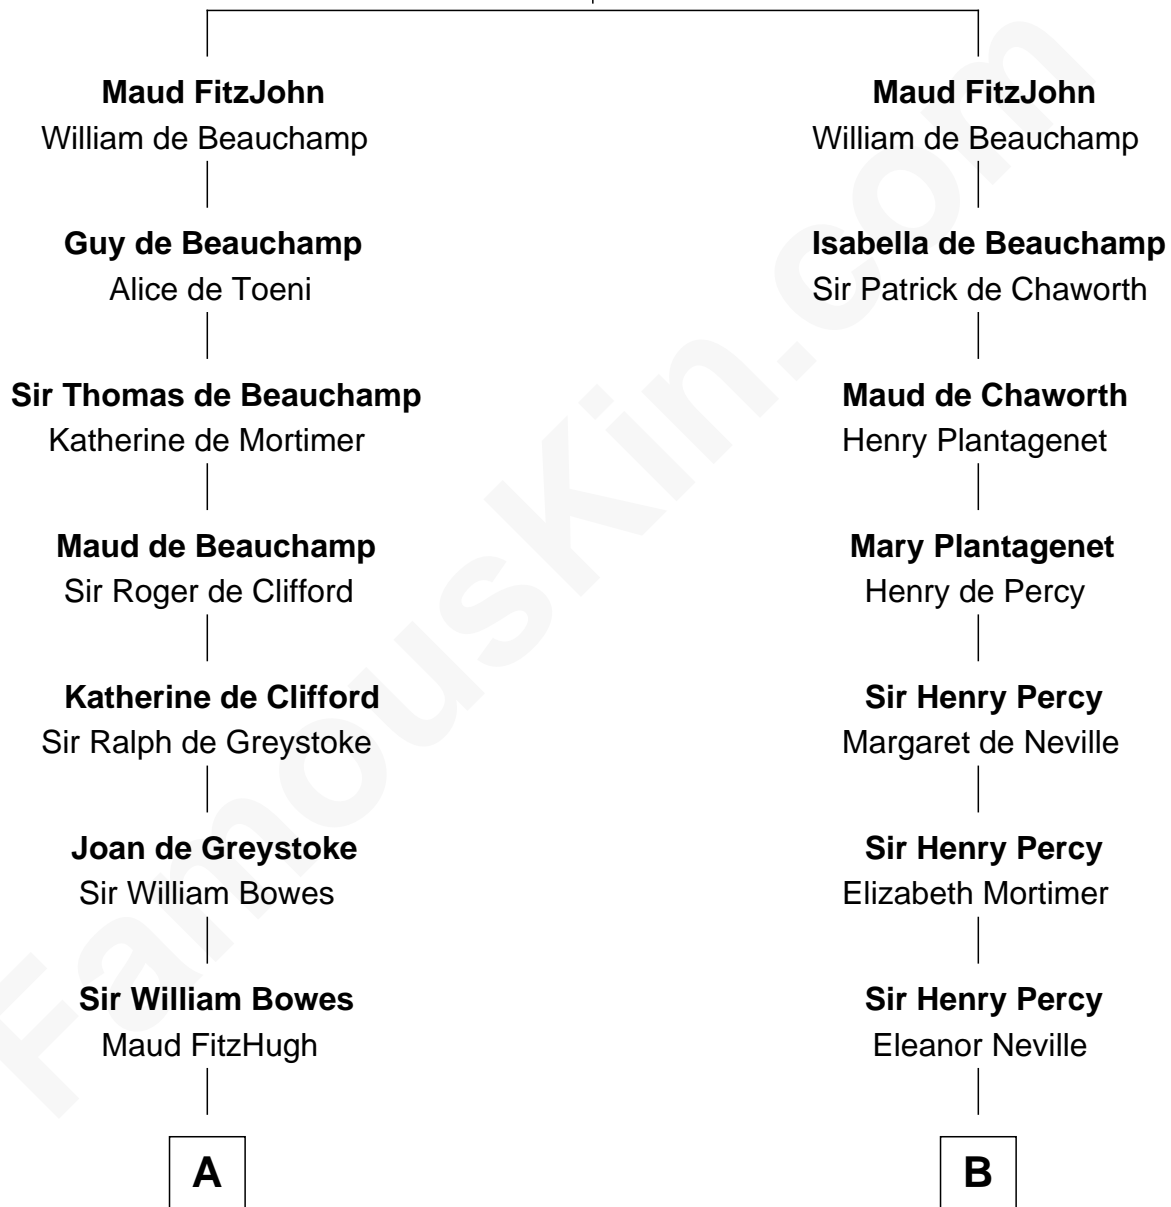 Maud FitzJohn
William de Beauchamp
Guy de Beauchamp
Alice de Toeni
Sir Thomas de Beauchamp
Katherine de Mortimer
Maud de Beauchamp
Sir Roger de Clifford
Katherine de Clifford
Sir Ralph de Greystoke
Joan de Greystoke
Sir William Bowes
Sir William Bowes
Maud FitzHugh
A
Maud FitzJohn
William de Beauchamp
Isabella de Beauchamp
Sir Patrick de Chaworth
Maud de Chaworth
Henry Plantagenet
Mary Plantagenet
Henry de Percy
Sir Henry Percy
Margaret de Neville
Sir Henry Percy
Elizabeth Mortimer
Sir Henry Percy
Eleanor Neville
B
FamousKin.com